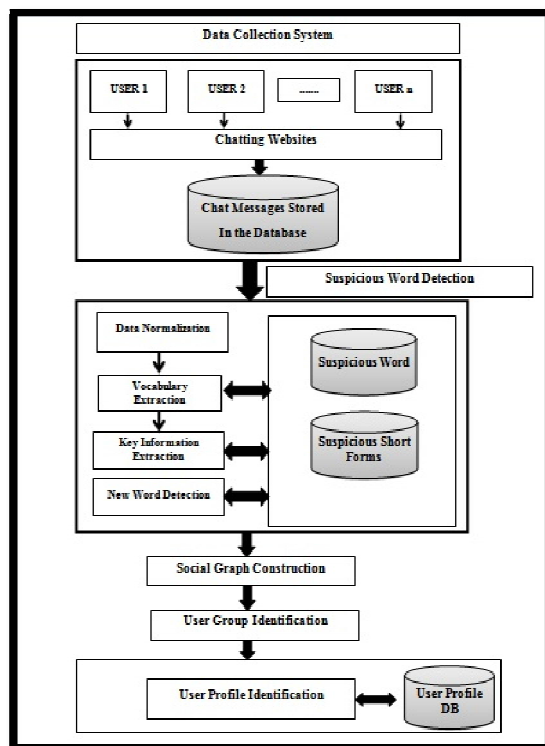 Data Collection System
USER 1
USER 2
.......
USER n
Chatting Websites
Chat Messages Stored
In the Database
Suspicious Word Detection
Data Normalization
Suspicious Word
Vocabulary
Extraction
Suspicious Short
Forms
Key Information
Extraction
New Word Detection
Social Graph Construction
User Group Identification
User Profile Identification
User Profile
DB